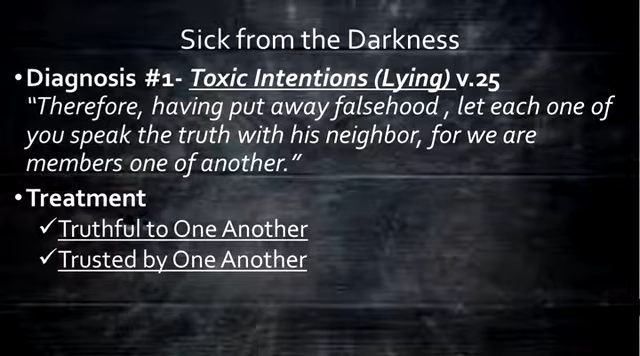 Sick from the Darkness
•Diagnosis #1- Toxic Intentions (Lying) v.25
“Therefore, having put away falsehood , let each one of
you speak the truth with his neighbor, for we are
members one of another.”
•Treatment
✓Truthful to One Another
✓Trusted by One Another